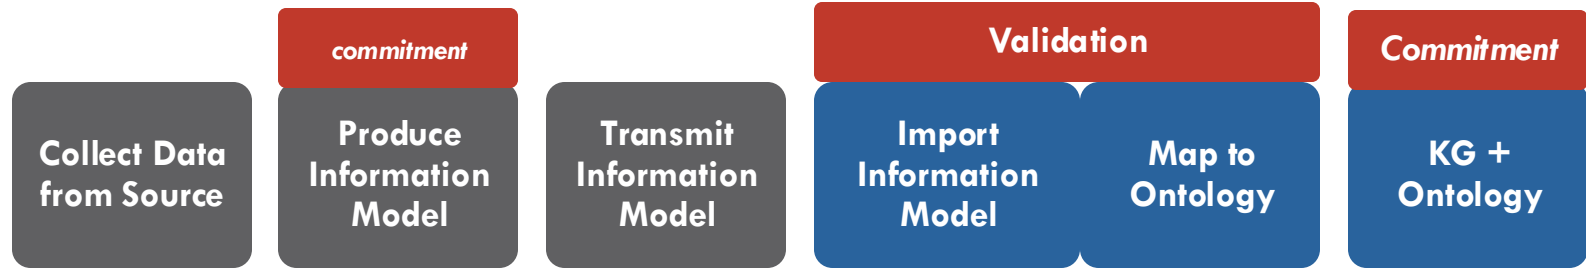 commitment
Validation
Commitment
Collect Data
from Source
Produce
Information
Model
Transmit
Information
Model
Import
Information
Model
Map to
Ontology
KG +
Ontology